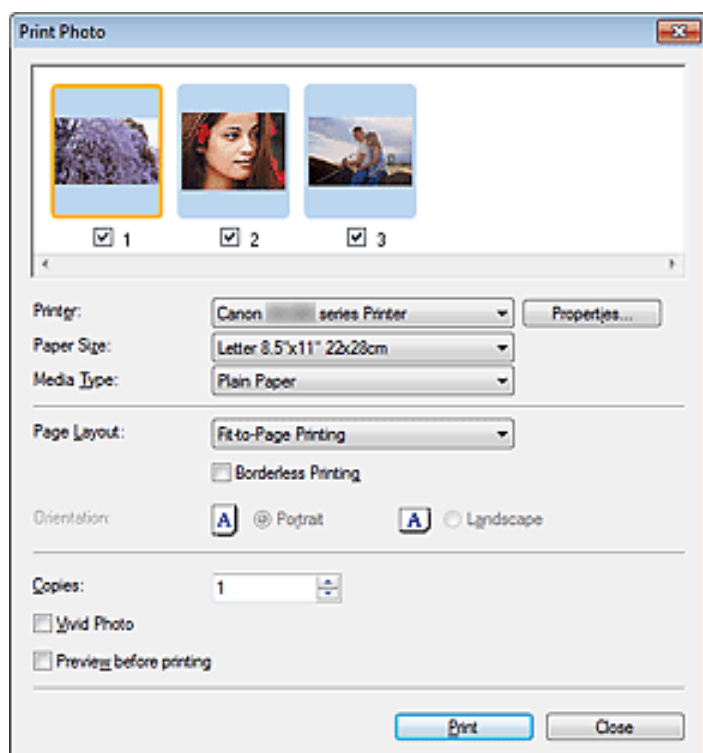 Print Photo
1 2 3
Printer: Canon series Printer Properties...
Paper Size: Letter 8.5"x11" 22x28cm
Media Type: Plain Paper
Page Layout: Fit-to-Page Printing
Borderless Printing
Orientation: A Portrait A Landscape
Copies: 1
Vivid Photo
Preview before printing
Print Close